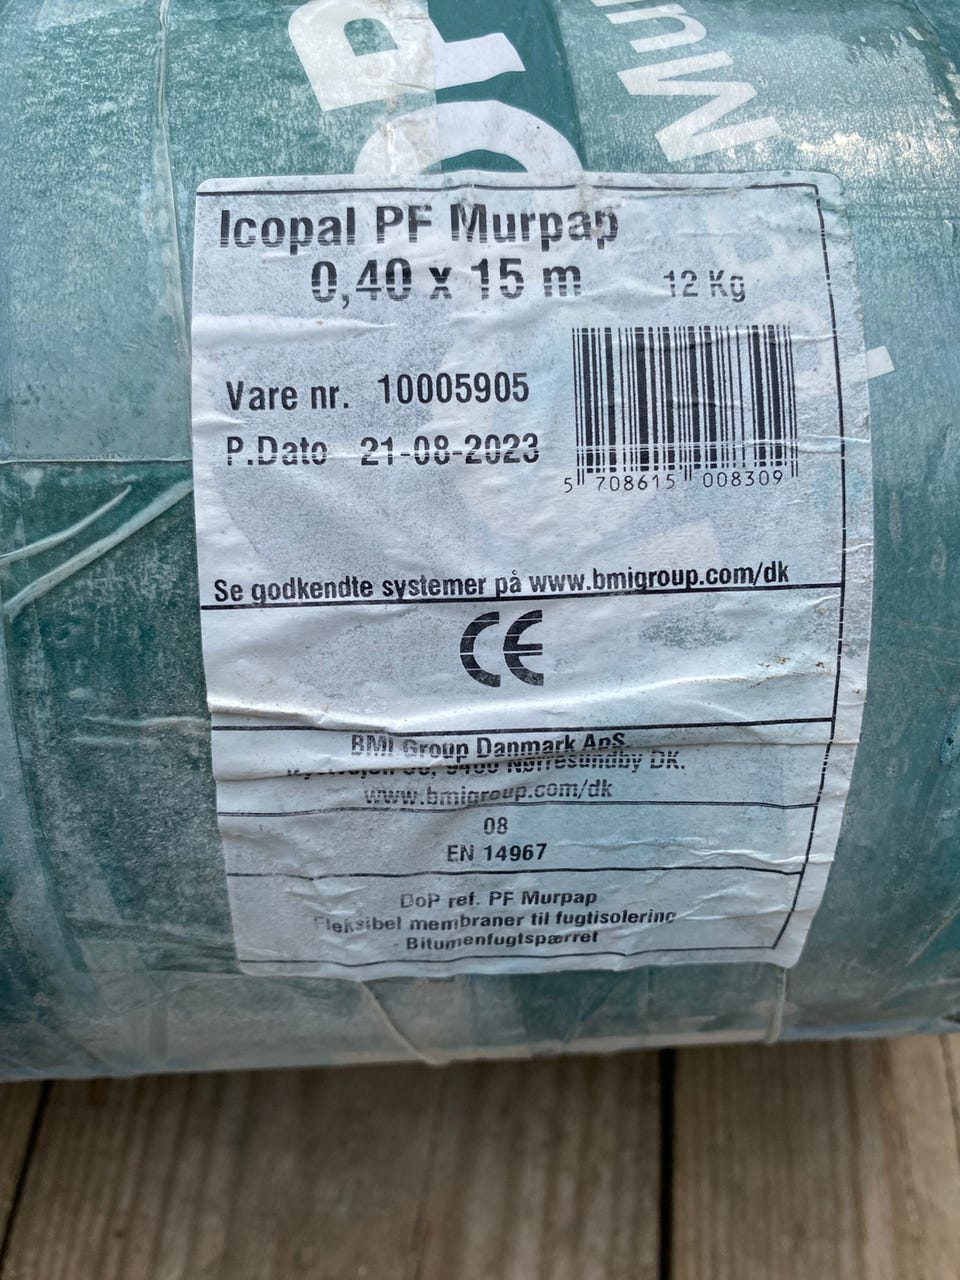 Icopal PF Murpap
0,40 x 15 m 12 Kg
Vare nr. 10005905
P.Dato 21-08-2023
5 708615 008309
Se godkendte systemer på www.bmigroup.com/dk
CE
BMI Group Danmark ApS
9400 Nørresundby DK.
www.bmigroup.com/dk
08
EN 14967
DoP ref. PF Murpap
Fleksibel membraner til fugtisolering
- Bitumenfugtspærret